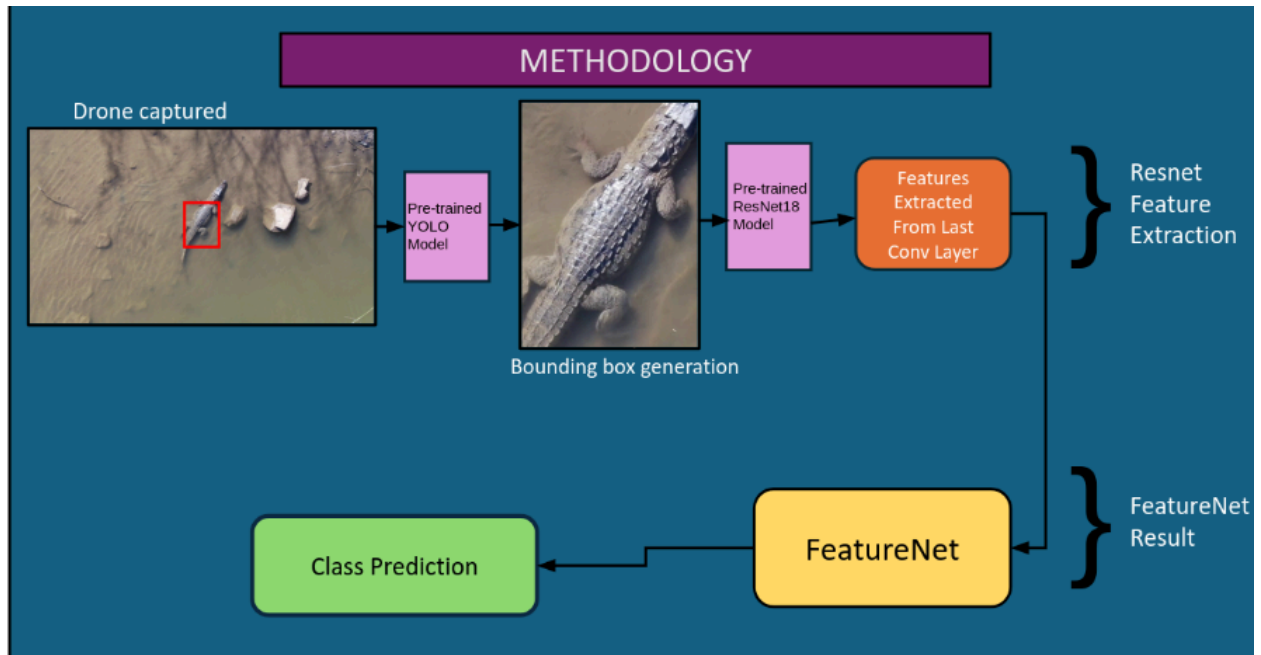 METHODOLOGY
Drone captured
Pre-trained
YOLO
Model
Bounding box generation
Pre-trained
ResNet18
Model
Features
Extracted
From Last
Conv Layer
Resnet
Feature
Extraction
FeatureNet
Result
FeatureNet
Class Prediction